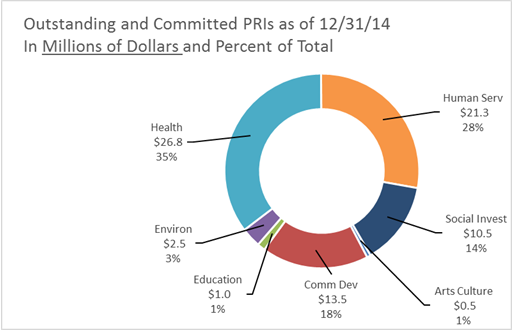 Outstanding and Committed PRIs as of 12/31/14
In Millions of Dollars and Percent of Total
Human Serv
$21.3
28%
Social Invest
$10.5
14%
Arts Culture
$0.5
1%
Comm Dev
$13.5
18%
Education
$1.0
1%
Environ
$2.5
3%
Health
$26.8
35%